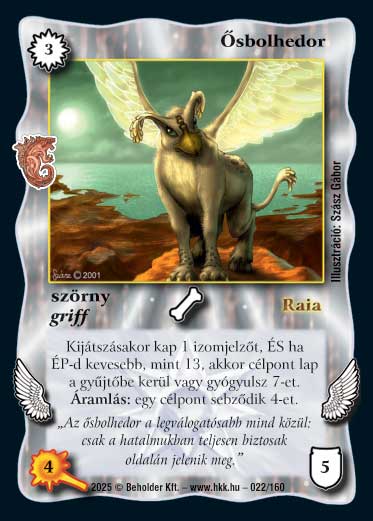 3
Ősbolhedor
Illusztráció: Szász Gábor
Szász © 2001
szörny
griff
Raia
Kijátszásakor kap 1 izomjelzőt, ÉS ha
ÉP-d kevesebb, mint 13, akkor célpont lap
a gyűjtőbe kerül vagy gyógyulsz 7-et.
Áramlás: egy célpont sebződik 4-et.
„Az ősbolhedor a legválogatósabb mind közül:
csak a hatalmukban teljesen biztosak
oldalán jelenik meg.”
4
5
2025 © Beholder Kft. – www.hkk.hu – 022/160